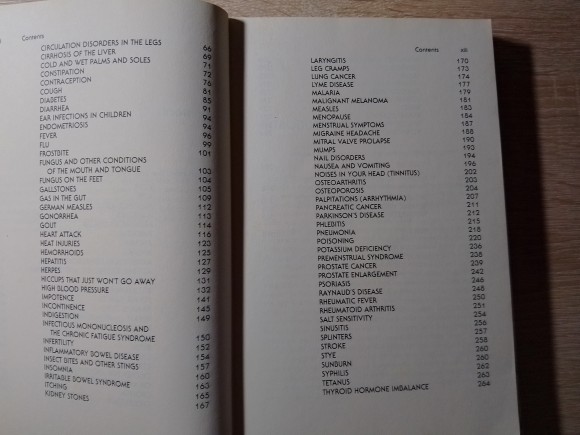 Contents
CIRCULATION DISORDERS IN THE LEGS 66
CIRRHOSIS OF THE LIVER 69
COLD AND WET PALMS AND SOLES 71
CONSTIPATION 72
CONTRACEPTION 76
COUGH 81
DIABETES 85
DIARRHEA 91
EAR INFECTIONS IN CHILDREN 94
ENDOMETRIOSIS 94
FEVER 96
FLU 99
FROSTBITE 101
FUNGUS AND OTHER CONDITIONS
OF THE MOUTH AND TONGUE 103
FUNGUS ON THE FEET 104
GALLSTONES 105
GAS IN THE GUT 109
GERMAN MEASLES 112
GONORRHEA 113
GOUT 114
HEART ATTACK 116
HEAT INJURIES 123
HEMORRHOIDS 125
HEPATITIS 127
HERPES 129
HICCUPS THAT JUST WON'T GO AWAY 131
HIGH BLOOD PRESSURE 132
IMPOTENCE 141
INCONTINENCE 145
INDIGESTION 149
INFECTIOUS MONONUCLEOSIS AND
THE CHRONIC FATIGUE SYNDROME 150
INFERTILITY 152
INFLAMMATORY BOWEL DISEASE 154
INSECT BITES AND OTHER STINGS 157
INSOMNIA 160
IRRITABLE BOWEL SYNDROME 163
ITCHING 165
KIDNEY STONES 167
Contents
LARYNGITIS 170
LEG CRAMPS 173
LUNG CANCER 174
LYME DISEASE 177
MALARIA 179
MALIGNANT MELANOMA 181
MEASLES 183
MENOPAUSE 184
MENSTRUAL SYMPTOMS 187
MIGRAINE HEADACHE 188
MITRAL VALVE PROLAPSE 190
MUMPS 193
NAIL DISORDERS 194
NAUSEA AND VOMITING 196
NOISES IN YOUR HEAD (TINNITUS) 202
OSTEOARTHRITIS 203
OSTEOPOROSIS 204
PALPITATIONS (ARRHYTHMIA) 207
PANCREATIC CANCER 211
PARKINSON'S DISEASE 212
PHLEBITIS 215
PNEUMONIA 218
POISONING 220
POTASSIUM DEFICIENCY 236
PREMENSTRUAL SYNDROME 238
PROSTATE CANCER 239
PROSTATE ENLARGEMENT 242
PSORIASIS 246
RAYNAUD'S DISEASE 248
RHEUMATIC FEVER 250
RHEUMATOID ARTHRITIS 251
SALT SENSITIVITY 254
SINUSITIS 256
SPLINTERS 257
STROKE 258
STYE 260
SUNBURN 260
SYPHILIS 262
TETANUS
THYROID HORMONE IMBALANCE 264